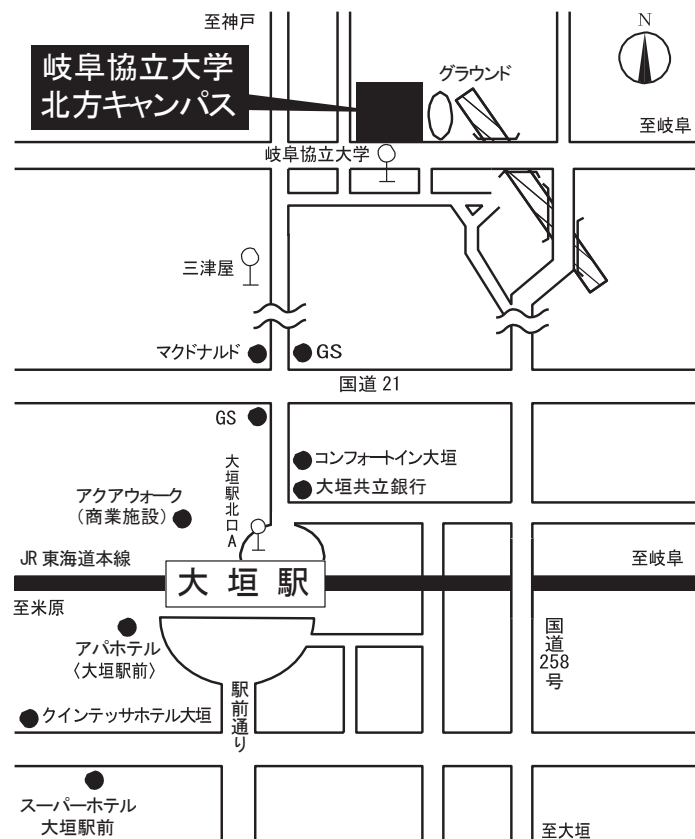 至神戸
N
岐阜協立大学
北方キャンパス
グラウンド
至岐阜
岐阜協立大学
三津屋
マクドナルド
GS
国道 21
GS
大垣駅北口A
コンフォートイン大垣
大垣共立銀行
アクアウォーク
（商業施設）
JR 東海道本線
至岐阜
大垣駅
至米原
アパホテル
〈大垣駅前〉
国道258号
駅前通り
クインテッサホテル大垣
スーパーホテル
大垣駅前
至大垣